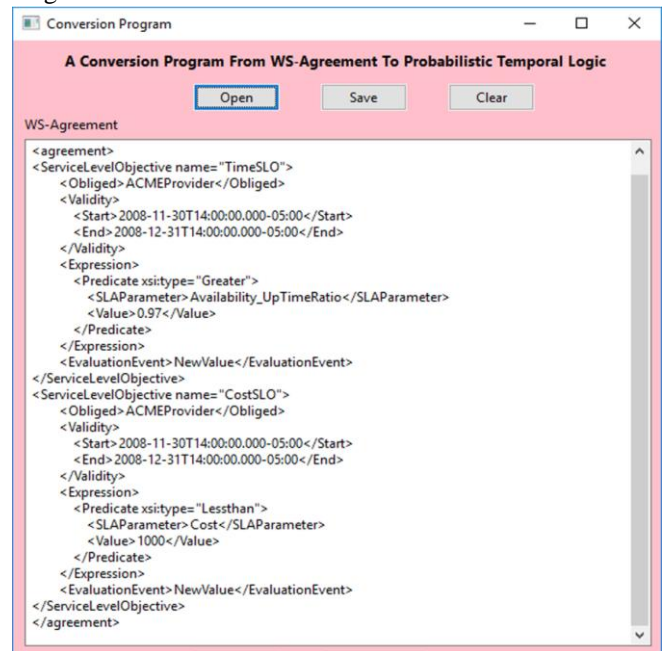 Conversion Program
A Conversion Program From WS-Agreement To Probabilistic Temporal Logic
Open Save Clear
WS-Agreement
<agreement>
<ServiceLevelObjective name="TimeSLO">
<Obliged>ACMEProvider</Obliged>
<Validity>
<Start>2008-11-30T14:00:00.000-05:00</Start>
<End>2008-12-31T14:00:00.000-05:00</End>
</Validity>
<Expression>
<Predicate xsi:type="Greater">
<SLAParameter>Availability_UpTimeRatio</SLAParameter>
<Value>0.97</Value>
</Predicate>
</Expression>
<EvaluationEvent>NewValue</EvaluationEvent>
</ServiceLevelObjective>
<ServiceLevelObjective name="CostSLO">
<Obliged>ACMEProvider</Obliged>
<Validity>
<Start>2008-11-30T14:00:00.000-05:00</Start>
<End>2008-12-31T14:00:00.000-05:00</End>
</Validity>
<Expression>
<Predicate xsi:type="Lessthan">
<SLAParameter>Cost</SLAParameter>
<Value>1000</Value>
</Predicate>
</Expression>
<EvaluationEvent>NewValue</EvaluationEvent>
</ServiceLevelObjective>
</agreement>